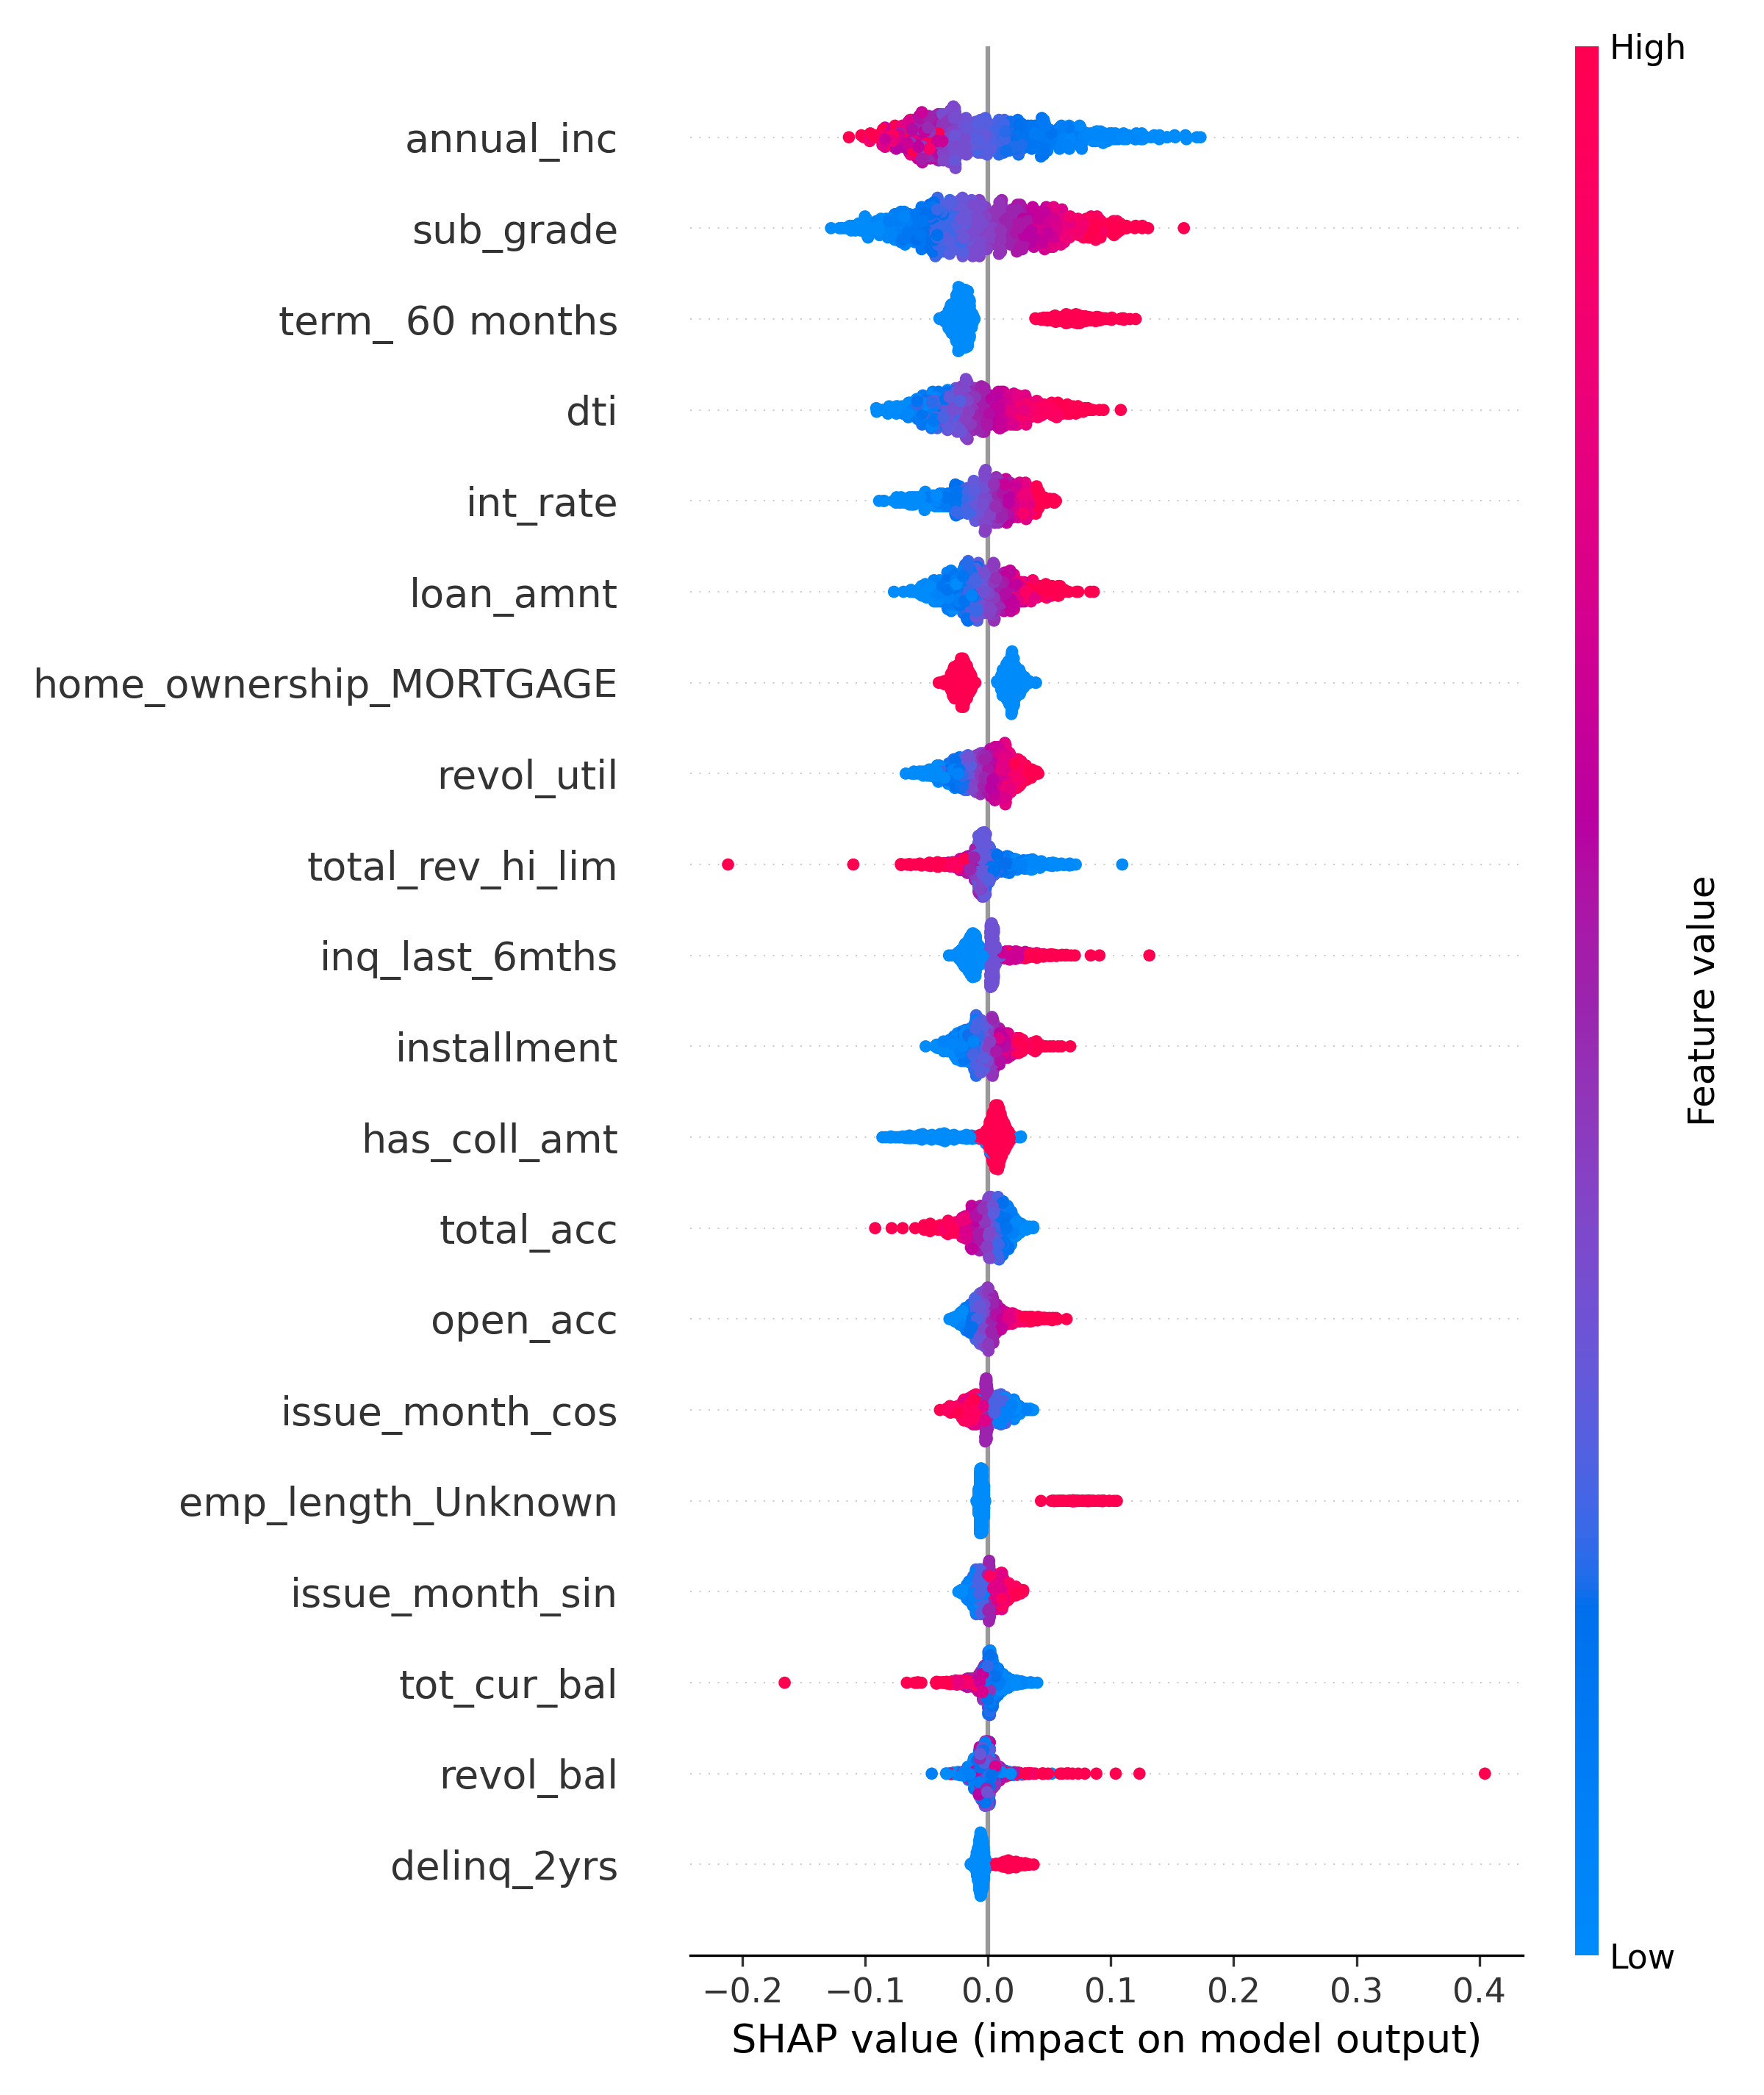 High
annual_inc
sub_grade
term_ 60 months
dti
int_rate
loan_amnt
home_ownership_MORTGAGE
revol_util
total_rev_hi_lim
inq_last_6mths
installment
has_coll_amt
total_acc
open_acc
issue_month_cos
emp_length_Unknown
issue_month_sin
tot_cur_bal
revol_bal
delinq_2yrs
Feature value
Low
−0.2 −0.1 0.0 0.1 0.2 0.3 0.4
SHAP value (impact on model output)